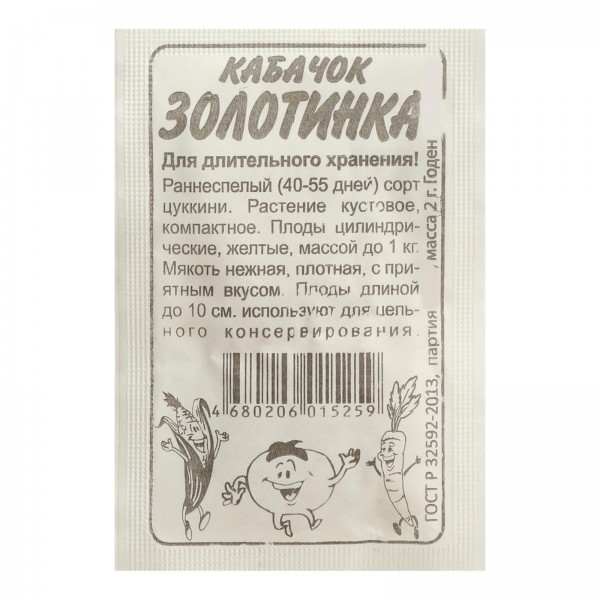 КАБАЧОК
ЗОЛОТИНКА
Для длительного хранения!
Раннеспелый (40-55 дней) сорт
цуккини. Растение кустовое,
компактное. Плоды цилиндри-
ческие, желтые, массой до 1 кг.
Мякоть нежная, плотная, с при-
ятным вкусом. Плоды длиной
до 10 см. используют для цель-
ного консервирования.
4 680206 015259
ГОСТ Р 32592-2013, партия , масса 2 г. Годен